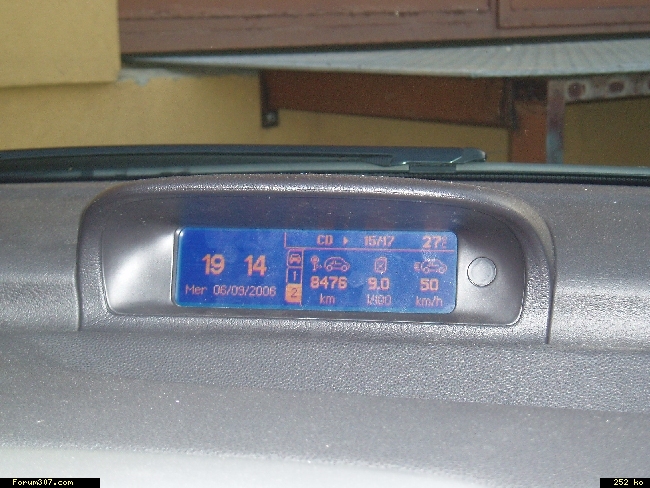 CD 15/17 27°
19 14
Mer 06/09/2006
1
2
8476 9.0 50
km l/100 km/h
Forum307.com 252 ko